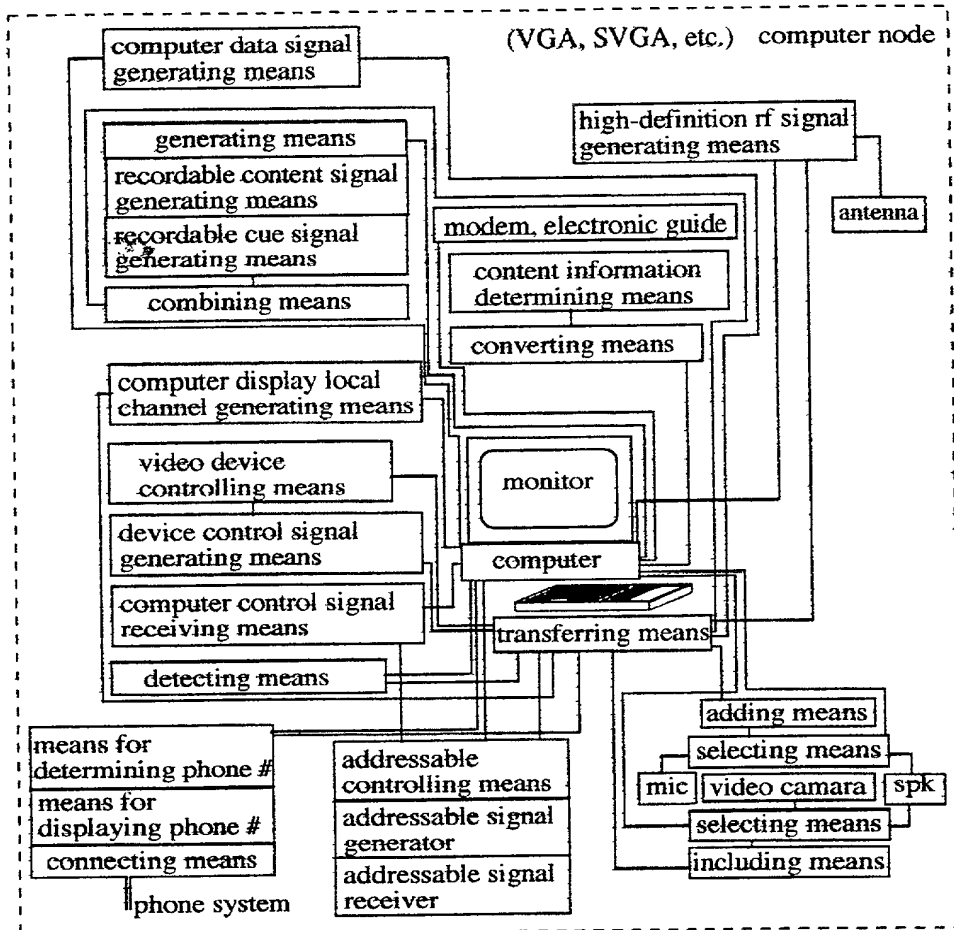 computer data signal
generating means
(VGA, SVGA, etc.) computer node
generating means
recordable content signal
generating means
recordable cue signal
generating means
combining means
high-definition rf signal
generating means
antenna
modem, electronic guide
content information
determining means
converting means
computer display local
channel generating means
video device
controlling means
device control signal
generating means
computer control signal
receiving means
detecting means
monitor
computer
transferring means
means for
determining phone #
means for
displaying phone #
connecting means
phone system
addressable
controlling means
addressable signal
generator
addressable signal
receiver
adding means
selecting means
mic
video camara
spk
selecting means
including means